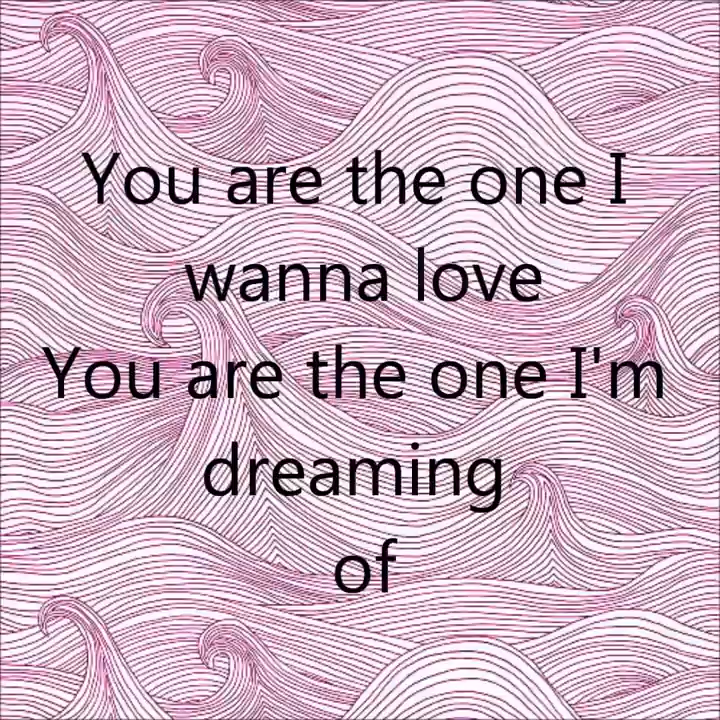 You are the one I
wanna love
You are the one I'm
dreaming
of